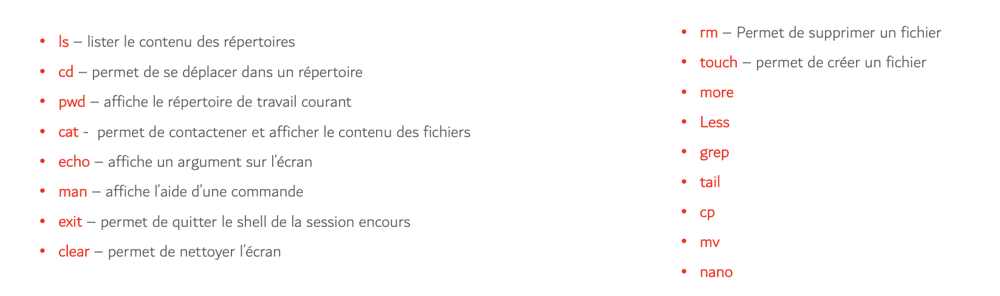 • ls – lister le contenu des répertoires
• cd – permet de se déplacer dans un répertoire
• pwd – affiche le répertoire de travail courant
• cat - permet de contactener et afficher le contenu des fichiers
• echo – affiche un argument sur l’écran
• man – affiche l’aide d’une commande
• exit – permet de quitter le shell de la session encours
• clear – permet de nettoyer l’écran
• rm – Permet de supprimer un fichier
• touch – permet de créer un fichier
• more
• Less
• grep
• tail
• cp
• mv
• nano